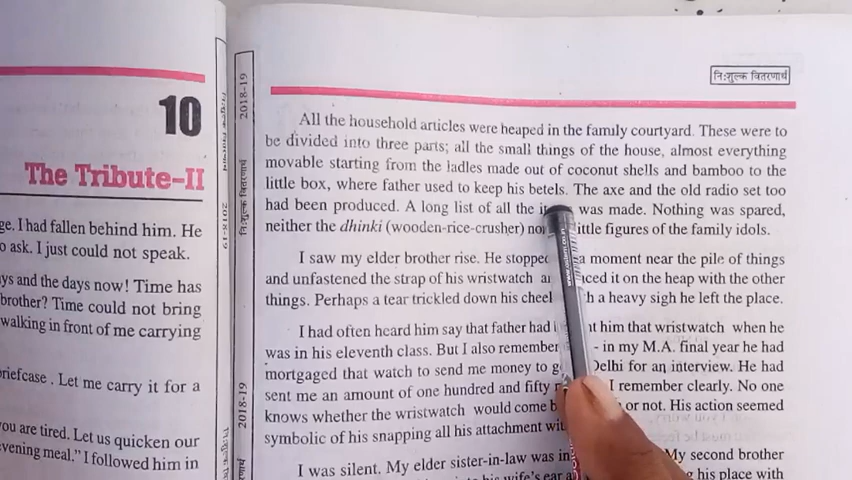 10
The Tribute–II
ge. I had fallen behind him. He
o ask. I just could not speak.
ys and the days now! Time has
brother? Time could not bring
walking in front of me carrying
riefcase . Let me carry it for a
ou are tired. Let us quicken our
vening meal." I followed him in
2018-19
2018-19
2018-19
निःशुल्क वितरणार्थ
All the household articles were heaped in the family courtyard. These were to
be divided into three parts; all the small things of the house, almost everything
movable starting from the ladles made out of coconut shells and bamboo to the
little box, where father used to keep his betels. The axe and the old radio set too
had been produced. A long list of all the was made. Nothing was spared,
neither the dhinki (wooden-rice-crusher) ittle figures of the family idols.
I saw my elder brother rise. He stopped a moment near the pile of things
and unfastened the strap of his wristwatch it on the heap with the other
things. Perhaps a tear trickled down his a heavy sigh he left the place.
I had often heard him say that father had him that wristwatch when he
was in his eleventh class. But I also remember - in my M.A. final year he had
mortgaged that watch to send me money to Delhi for an interview. He had
sent me an amount of one hundred and fifty I remember clearly. No one
knows whether the wristwatch would come or not. His action seemed
symbolic of his snapping all his attachment
I was silent. My elder sister-in-law was in My second brother
his wife's ear his place with